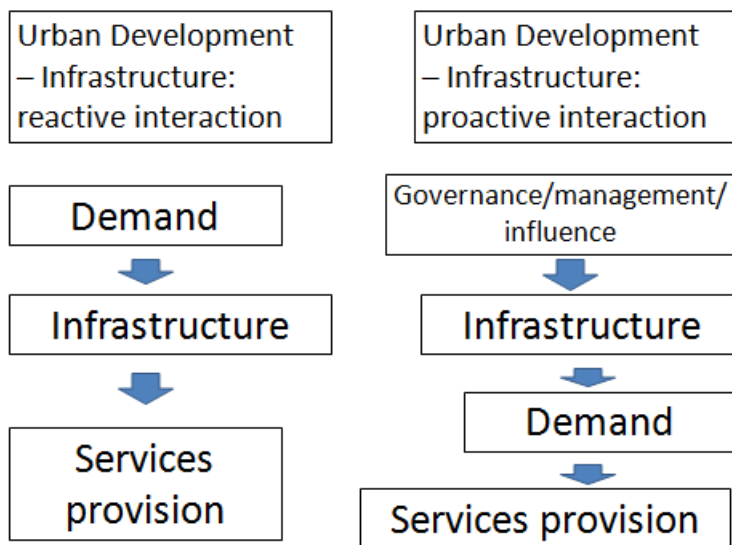 Urban Development
– Infrastructure:
reactive interaction
Demand
Infrastructure
Services
provision
Urban Development
– Infrastructure:
proactive interaction
Governance/management/
influence
Infrastructure
Demand
Services provision